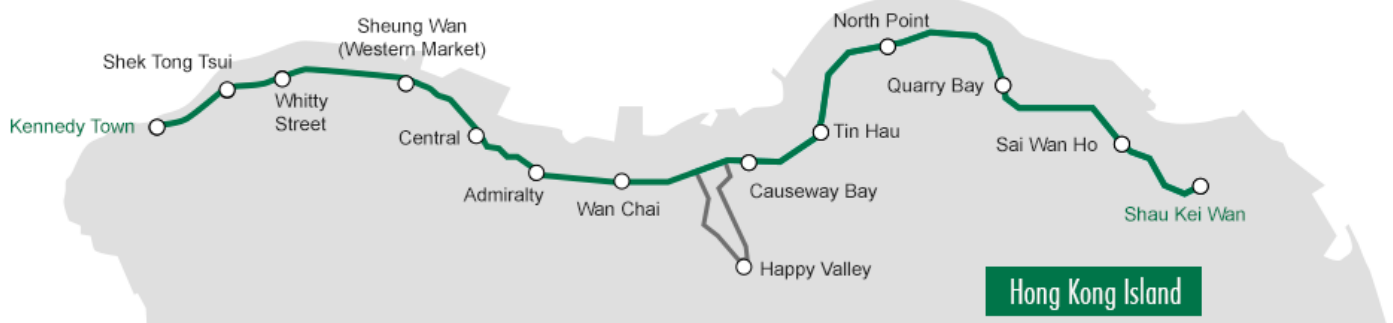 Kennedy Town
Shek Tong Tsui
Whitty
Street
Sheung Wan
(Western Market)
Central
Admiralty
Wan Chai
Happy Valley
Causeway Bay
Tin Hau
North Point
Quarry Bay
Sai Wan Ho
Shau Kei Wan
Hong Kong Island